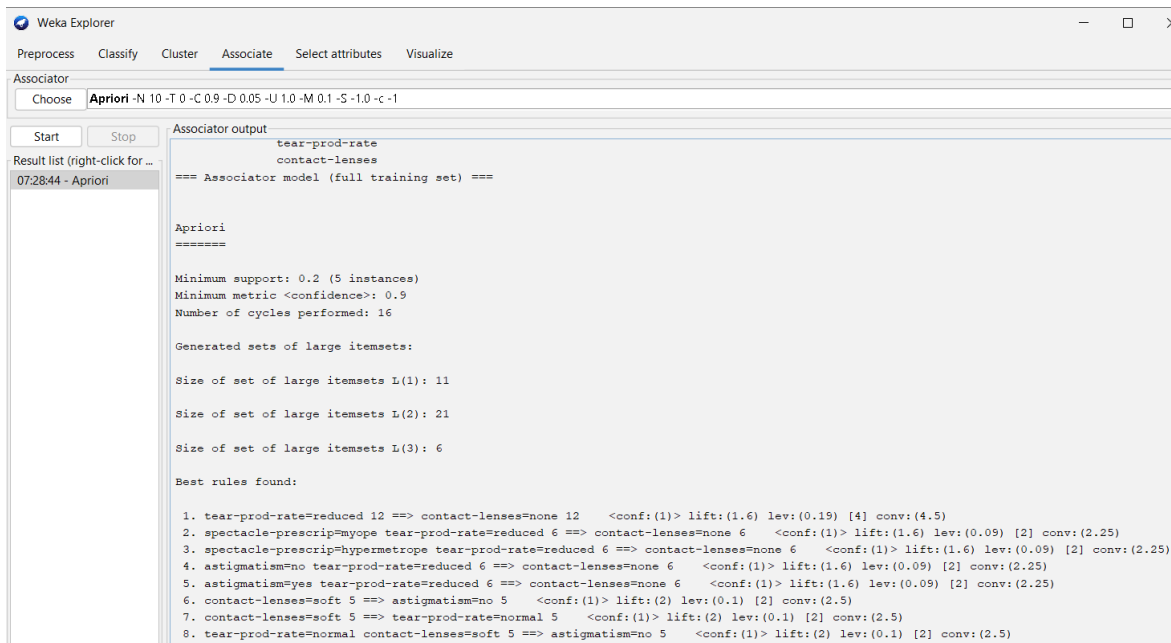 Weka Explorer
Preprocess Classify Cluster Associate Select attributes Visualize
Associator
Choose Apriori -N 10 -T 0 -C 0.9 -D 0.05 -U 1.0 -M 0.1 -S -1.0 -c -1
Start Stop
Result list (right-click for ...
07:28:44 - Apriori
Associator output
tear-prod-rate
contact-lenses
=== Associator model (full training set) ===
Apriori
=======
Minimum support: 0.2 (5 instances)
Minimum metric <confidence>: 0.9
Number of cycles performed: 16
Generated sets of large itemsets:
Size of set of large itemsets L(1): 11
Size of set of large itemsets L(2): 21
Size of set of large itemsets L(3): 6
Best rules found:
1. tear-prod-rate=reduced 12 ==> contact-lenses=none 12 <conf:(1)> lift:(1.6) lev:(0.19) [4] conv:(4.5)
2. spectacle-prescrip=myope tear-prod-rate=reduced 6 ==> contact-lenses=none 6 <conf:(1)> lift:(1.6) lev:(0.09) [2] conv:(2.25)
3. spectacle-prescrip=hypermetrope tear-prod-rate=reduced 6 ==> contact-lenses=none 6 <conf:(1)> lift:(1.6) lev:(0.09) [2] conv:(2.25)
4. astigmatism=no tear-prod-rate=reduced 6 ==> contact-lenses=none 6 <conf:(1)> lift:(1.6) lev:(0.09) [2] conv:(2.25)
5. astigmatism=yes tear-prod-rate=reduced 6 ==> contact-lenses=none 6 <conf:(1)> lift:(1.6) lev:(0.09) [2] conv:(2.25)
6. contact-lenses=soft 5 ==> astigmatism=no 5 <conf:(1)> lift:(2) lev:(0.1) [2] conv:(2.5)
7. contact-lenses=soft 5 ==> tear-prod-rate=normal 5 <conf:(1)> lift:(2) lev:(0.1) [2] conv:(2.5)
8. tear-prod-rate=normal contact-lenses=soft 5 ==> astigmatism=no 5 <conf:(1)> lift:(2) lev:(0.1) [2] conv:(2.5)